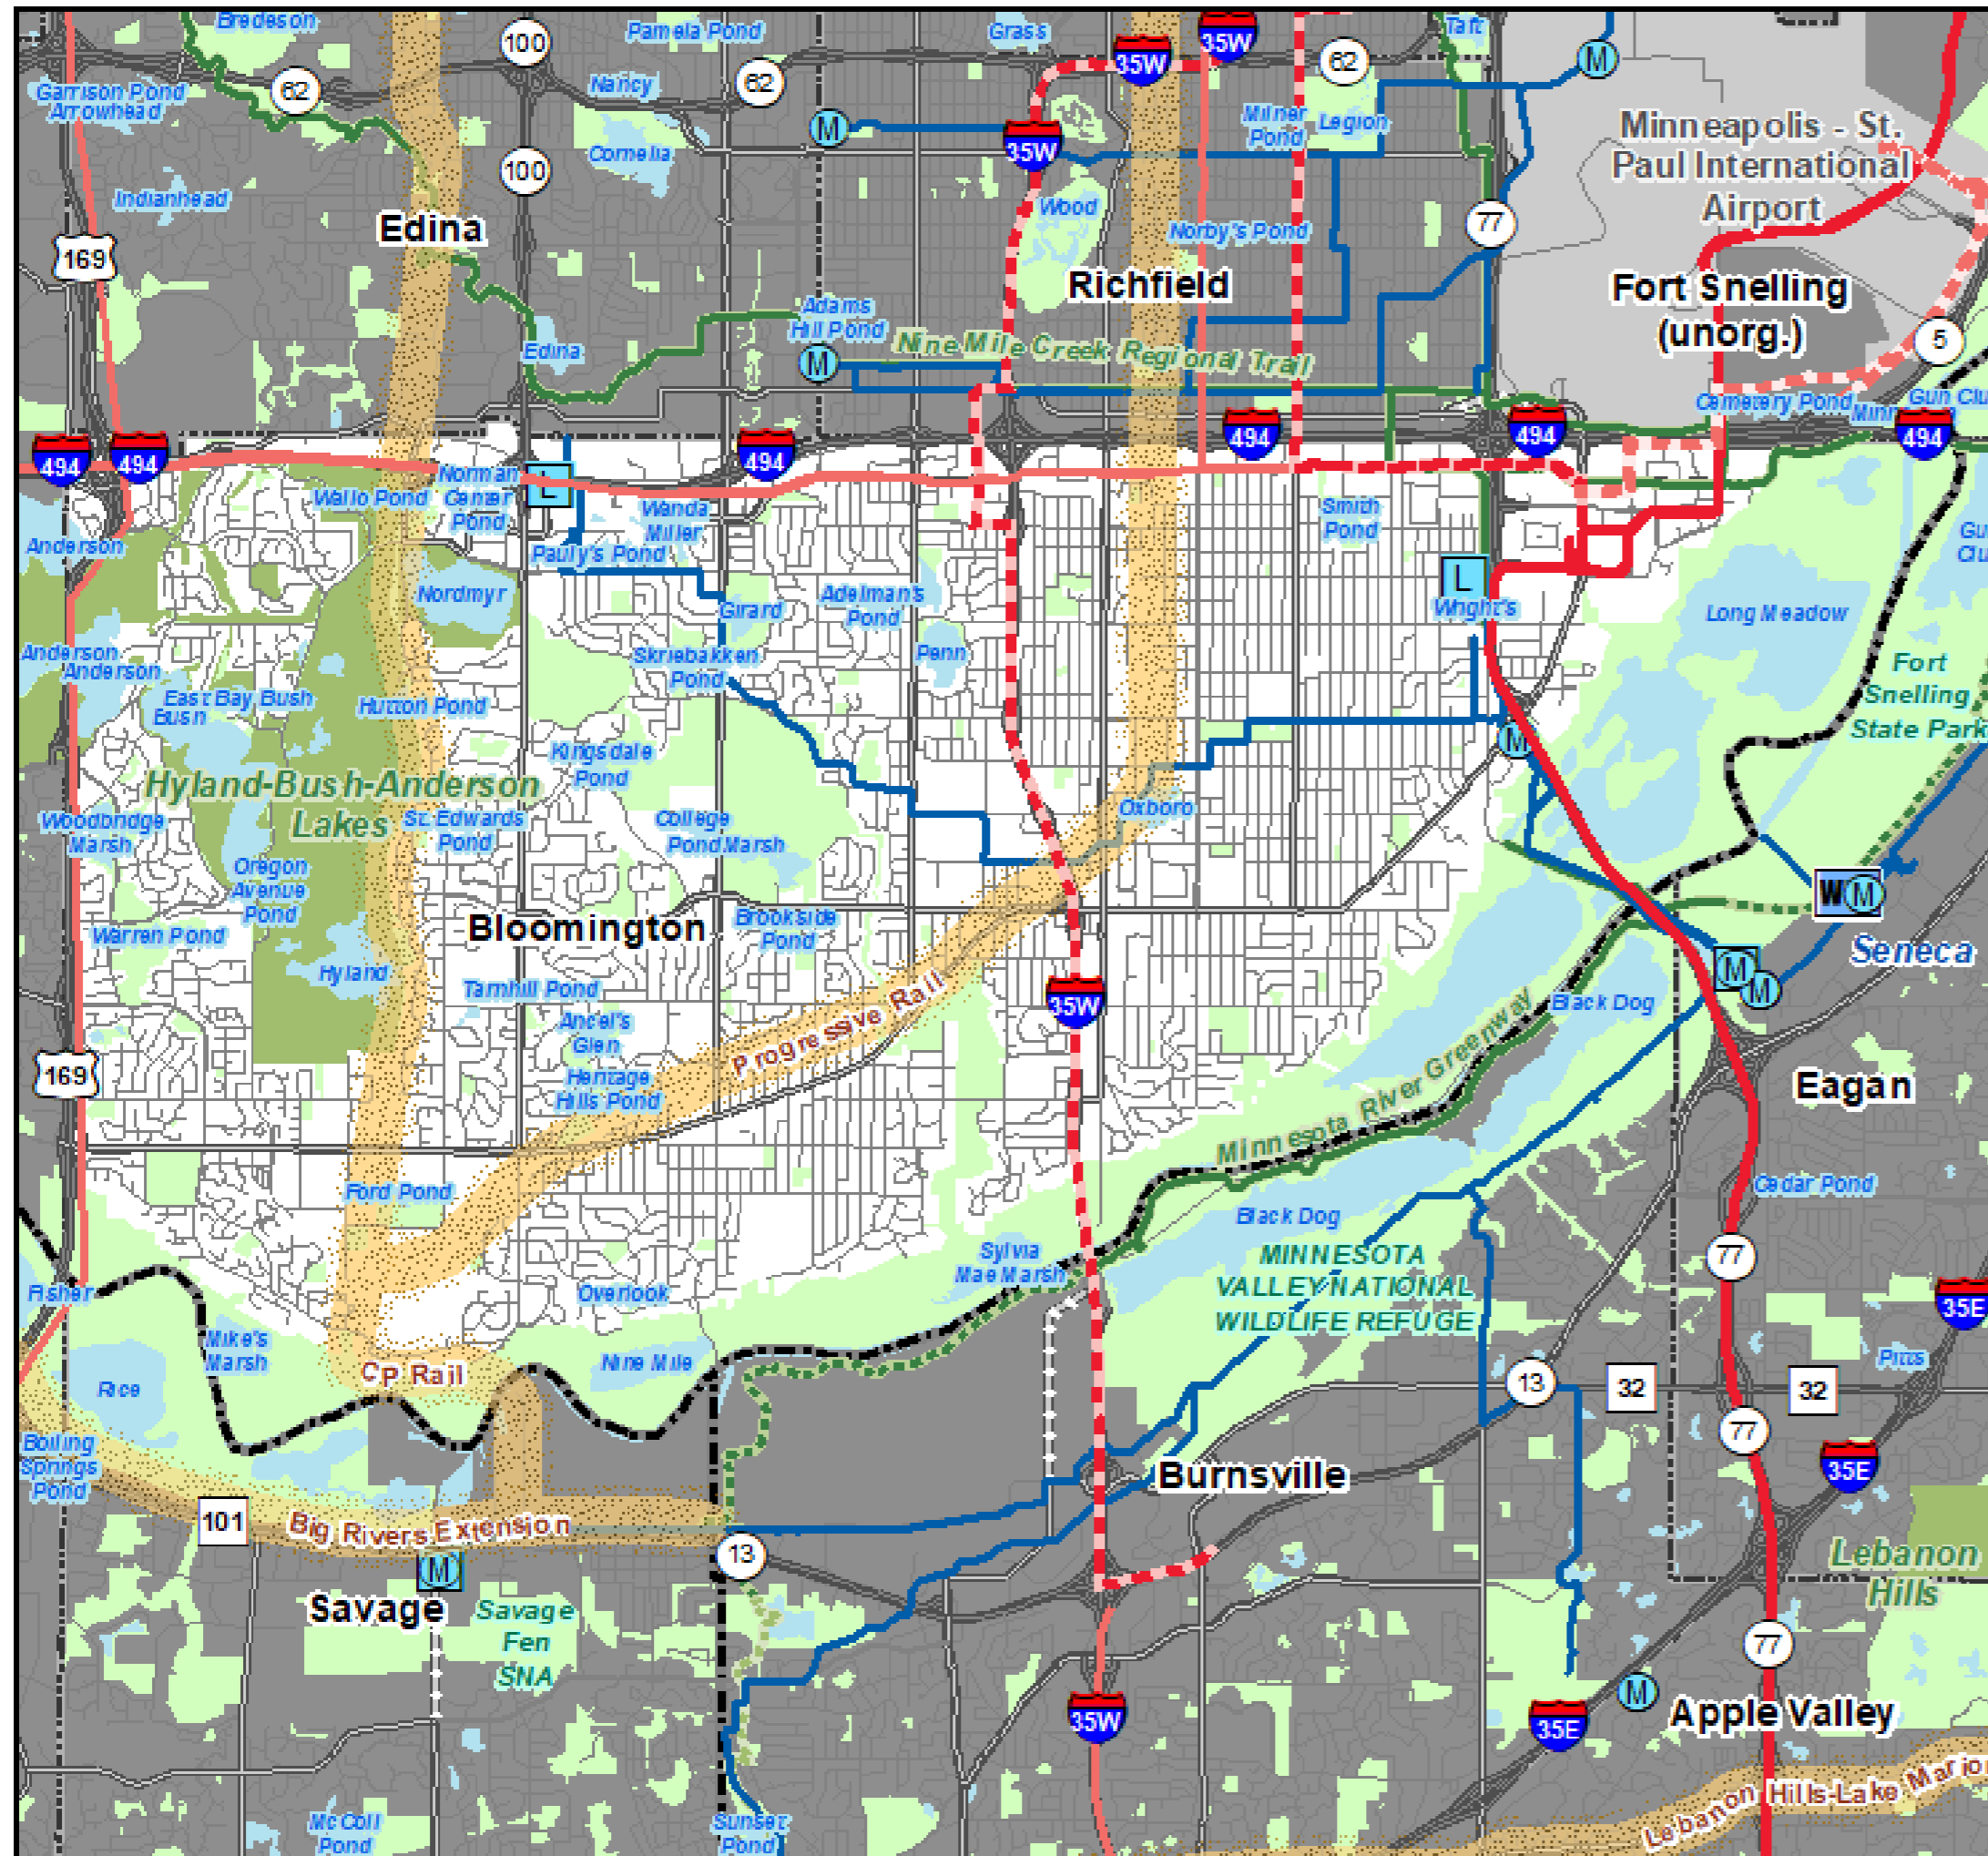 Bredeson
100
Pamela Pond
Grass
35W
35W
62
Taft
M
Garrison Pond
Arrowhead
62
Nancy
62
M
35W
Milner
Pond
Legion
Minneapolis - St.
Paul International
Airport
Cornelia
100
Indianhead
Edina
169
Wood
Norby's Pond
77
Richfield
Fort Snelling
(unorg.)
Adams
Hill Pond
M
Edina
Nine Mile Creek Regional Trail
5
Cemetery Pond
494
494
494
494
494
494
Wallo Pond
Norman
Center
Pond
L
Wanda
Miller
Smith
Pond
Anderson
Pauly's Pond
Nordmyr
Girard
Adelman's
Pond
L
Wright's
Long Meadow
Anderson
Anderson
Skriebakken
Pond
Penn
Fort
Snelling
State Park
East Bay Bush
Bush
Hutton Pond
Kingsdale
Pond
M
Hyland-Bush-Anderson
Lakes
Woodbridge
Marsh
St. Edwards
Pond
College
Pond
Marsh
Oxboro
Oregon
Avenue
Pond
W
M
Bloomington
Brookside
Pond
Warren Pond
Hyland
Seneca
M
M
Tarnhill Pond
Progressive Rail
35W
Black Dog
Ancel's
Glen
Heritage
Hills Pond
169
Minnesota River Greenway
Eagan
Ford Pond
Cedar Pond
Black Dog
Sylvia
Mae Marsh
MINNESOTA
VALLEY NATIONAL
WILDLIFE REFUGE
77
Fisher
Overlook
35E
Mike's
Marsh
Nine Mile
CP Rail
Rice
Pitts
13
32
32
77
Boiling
Springs
Pond
35E
Burnsville
101
Big Rivers Extension
13
M
Savage
Savage
Fen
SNA
Lebanon
Hills
77
M
35W
35E
Apple Valley
McColl
Pond
Sunset
Pond
Lebanon Hills-Lake Mario